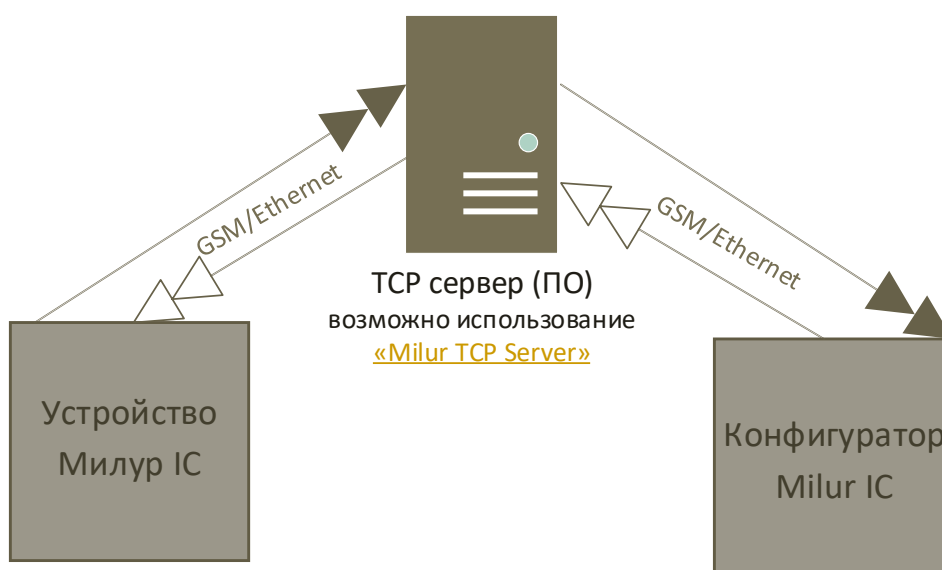 GSM/Ethernet
GSM/Ethernet
TCP сервер (ПО)
возможно использование
«Milur TCP Server»
Устройство
Милур IC
Конфигуратор
Milur IC